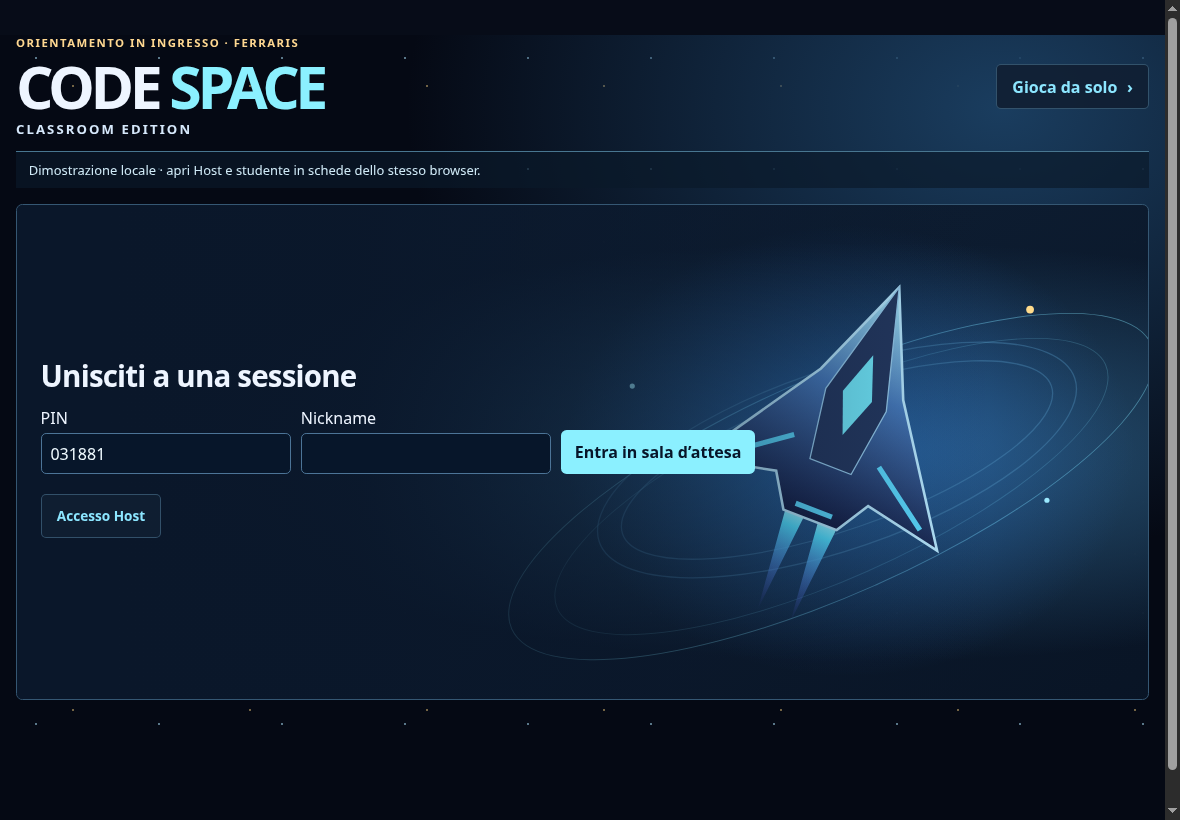 ORIENTAMENTO IN INGRESSO · FERRARIS
CODE SPACE
CLASSROOM EDITION
Gioca da solo ›
Dimostrazione locale · apri Host e studente in schede dello stesso browser.
Unisciti a una sessione
PIN
Nickname
031881
Entra in sala d’attesa
Accesso Host